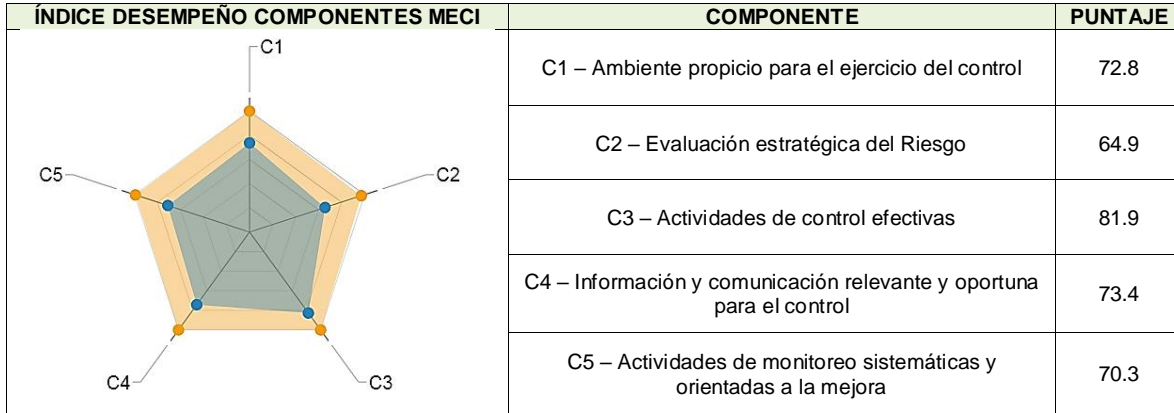 ÍNDICE DESEMPEÑO COMPONENTES MECI
COMPONENTE
PUNTAJE
C1
C2
C3
C4
C5
C1 – Ambiente propicio para el ejercicio del control
72.8
C2 – Evaluación estratégica del Riesgo
64.9
C3 – Actividades de control efectivas
81.9
C4 – Información y comunicación relevante y oportuna
para el control
73.4
C5 – Actividades de monitoreo sistemáticas y
orientadas a la mejora
70.3